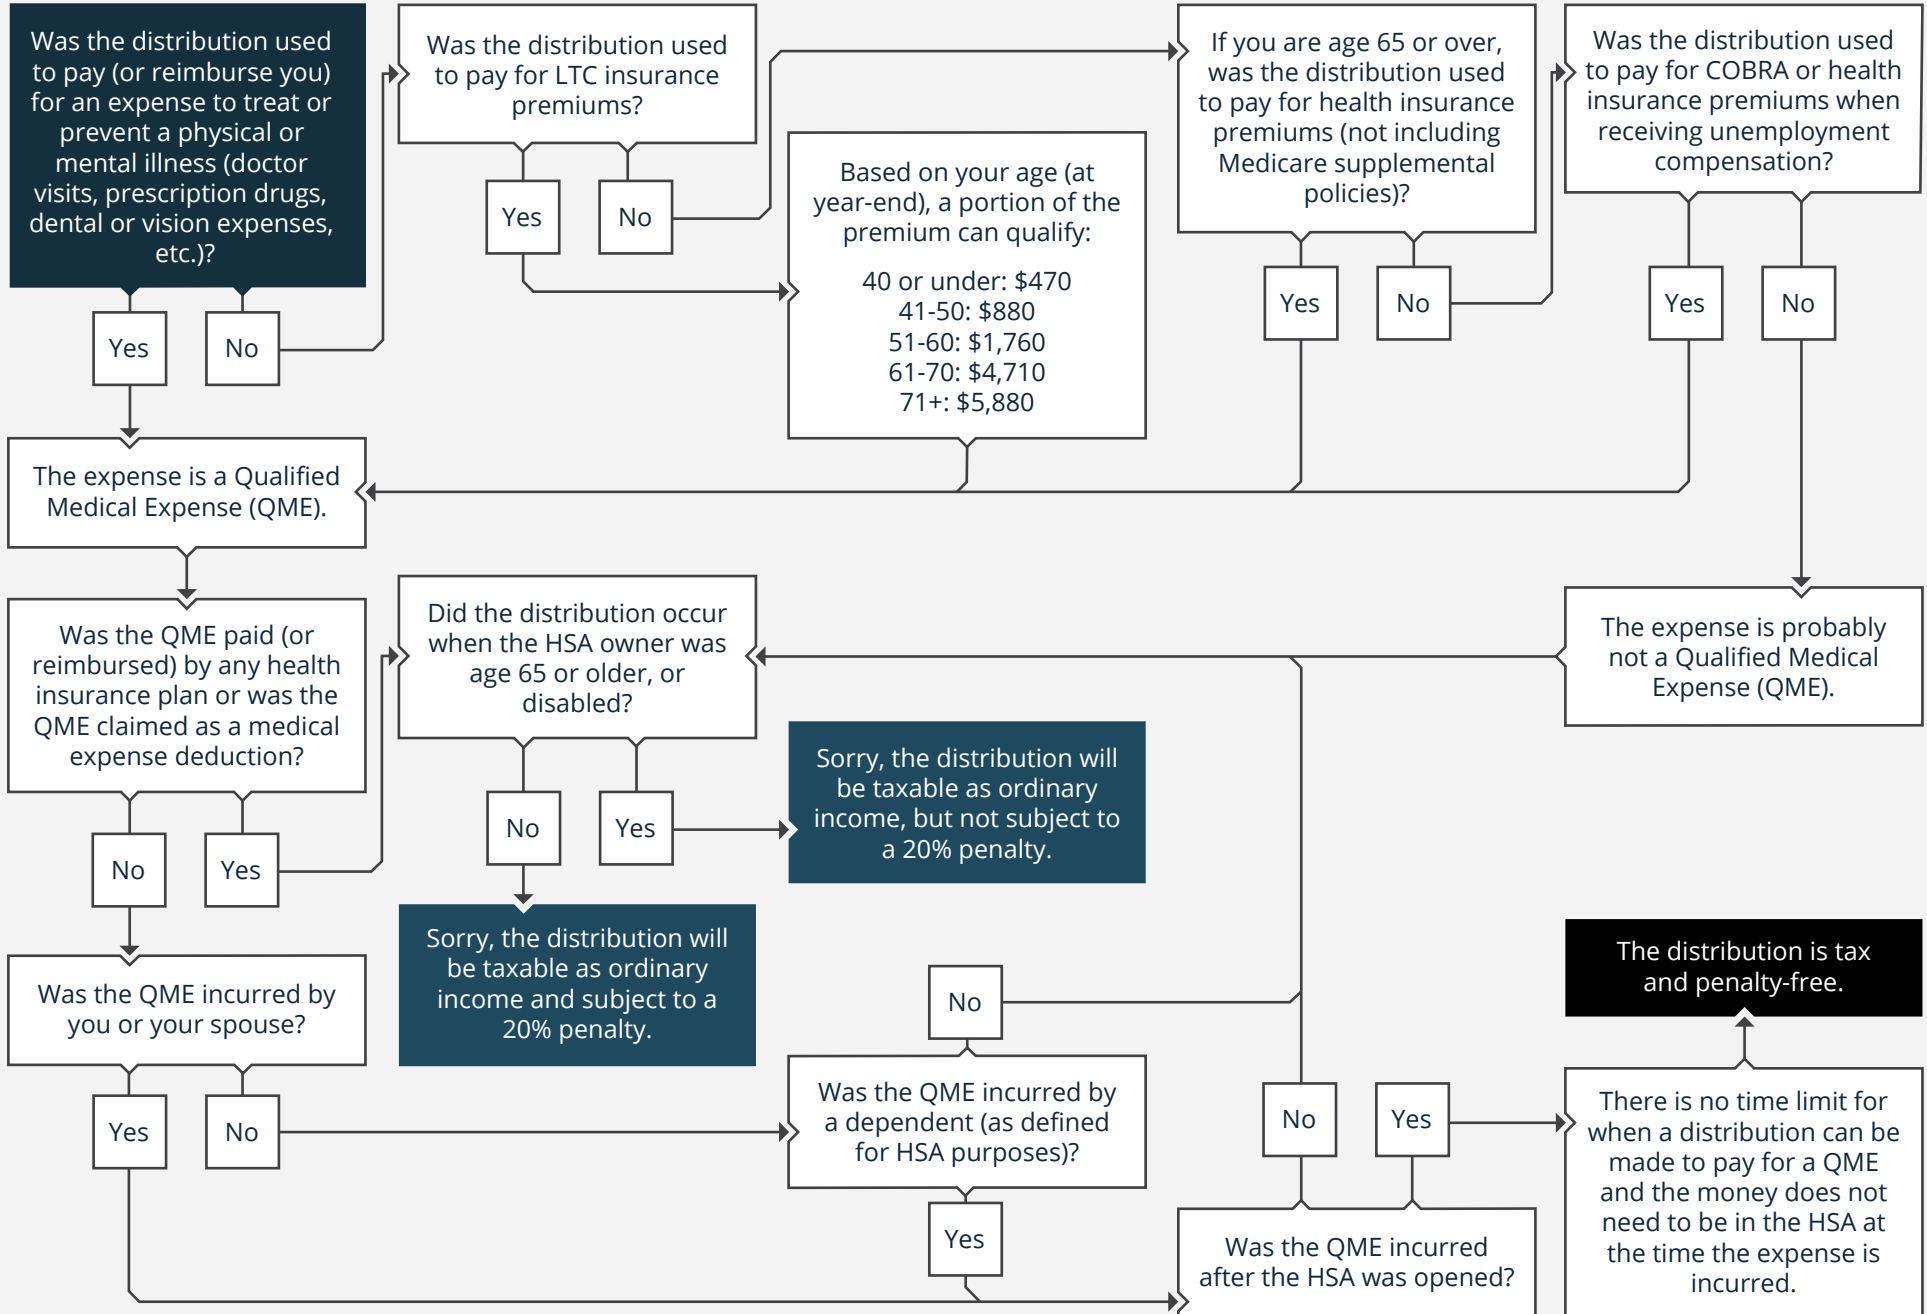 Was the distribution used
to pay (or reimburse you)
for an expense to treat or
prevent a physical or
mental illness (doctor
visits, prescription drugs,
dental or vision expenses,
etc.)?
Yes
No
Was the distribution used
to pay for LTC insurance
premiums?
Yes
No
Based on your age (at
year-end), a portion of the
premium can qualify:
40 or under: $470
41-50: $880
51-60: $1,760
61-70: $4,710
71+: $5,880
If you are age 65 or over,
was the distribution used
to pay for health insurance
premiums (not including
Medicare supplemental
policies)?
Yes
No
Was the distribution used
to pay for COBRA or health
insurance premiums when
receiving unemployment
compensation?
Yes
No
The expense is a Qualified
Medical Expense (QME).
Was the QME paid (or
reimbursed) by any health
insurance plan or was the
QME claimed as a medical
expense deduction?
No
Yes
Did the distribution occur
when the HSA owner was
age 65 or older, or
disabled?
No
Yes
Sorry, the distribution will
be taxable as ordinary
income, but not subject to
a 20% penalty.
Sorry, the distribution will
be taxable as ordinary
income and subject to a
20% penalty.
The expense is probably
not a Qualified Medical
Expense (QME).
Was the QME incurred by
you or your spouse?
Yes
No
No
Was the QME incurred by
a dependent (as defined
for HSA purposes)?
Yes
No
Yes
Was the QME incurred
after the HSA was opened?
The distribution is tax
and penalty-free.
There is no time limit for
when a distribution can be
made to pay for a QME
and the money does not
need to be in the HSA at
the time the expense is
incurred.